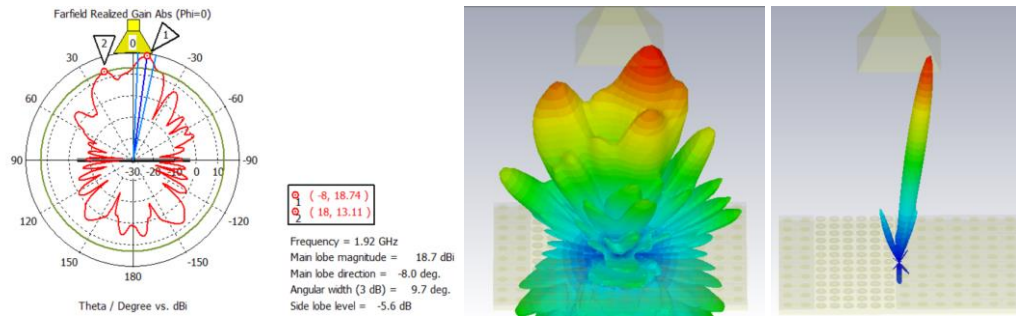 Farfield Realized Gain Abs (Phi=0)
2
0
1
30
-30
60
-60
90
-30
-20
-10
0
10
-90
120
-120
150
-150
180
Theta / Degree vs. dBi
1 ( -8, 18.74 )
2 ( 18, 13.11 )
Frequency = 1.92 GHz
Main lobe magnitude = 18.7 dBi
Main lobe direction = -8.0 deg.
Angular width (3 dB) = 9.7 deg.
Side lobe level = -5.6 dB